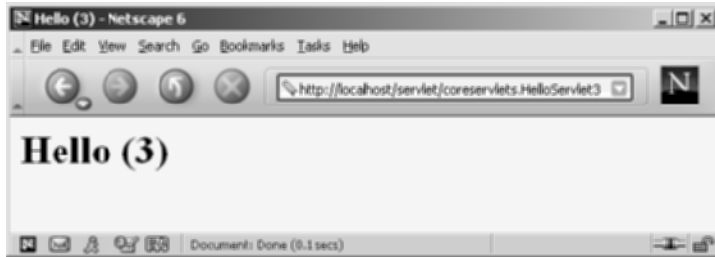 Hello (3) - Netscape 6
File Edit View Search Go Bookmarks Tasks Help
http://localhost/servlet/coreservlets.HelloServlet3
N
Hello (3)
Document: Done (0.1 secs)